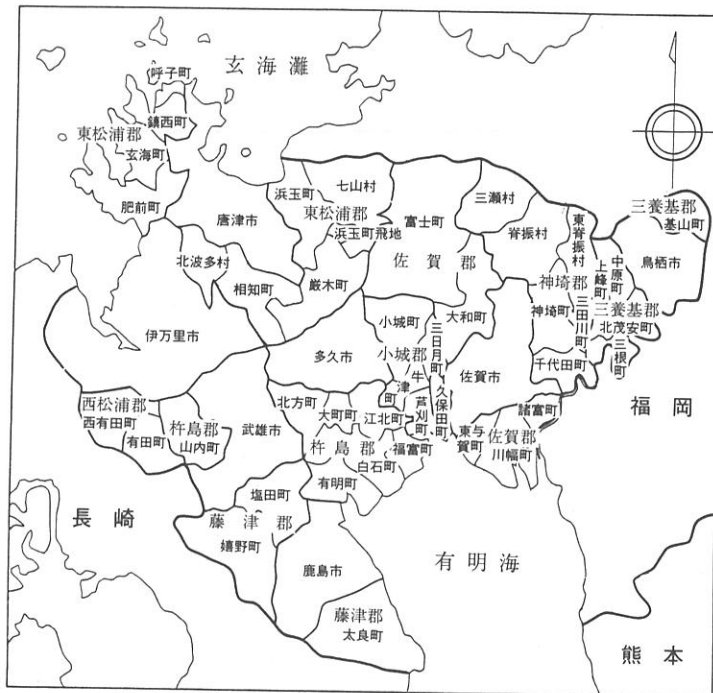 玄海灘
呼子町
鎮西町
東松浦郡
玄海町
肥前町
唐津市
浜玉町
七山村
東松浦郡
浜玉町飛地
富士町
三瀬村
脊振村
東脊振村
三養基郡
基山町
鳥栖市
中原町
上峰町
三養基郡
北茂安町
三根町
北波多村
相知町
厳木町
佐賀郡
神埼郡
神埼町
三田川町
千代田町
伊万里市
小城町
小城郡
三日月町
大和町
多久市
牛津町
佐賀市
西松浦郡
西有田町
有田町
杵島郡
山内町
武雄市
北方町
大町町
江北町
芦刈町
久保田町
諸富町
東与賀町
佐賀郡
川幅町
福岡
杵島郡
福富町
白石町
有明町
塩田町
藤津郡
嬉野町
長崎
鹿島市
有明海
藤津郡
太良町
熊本